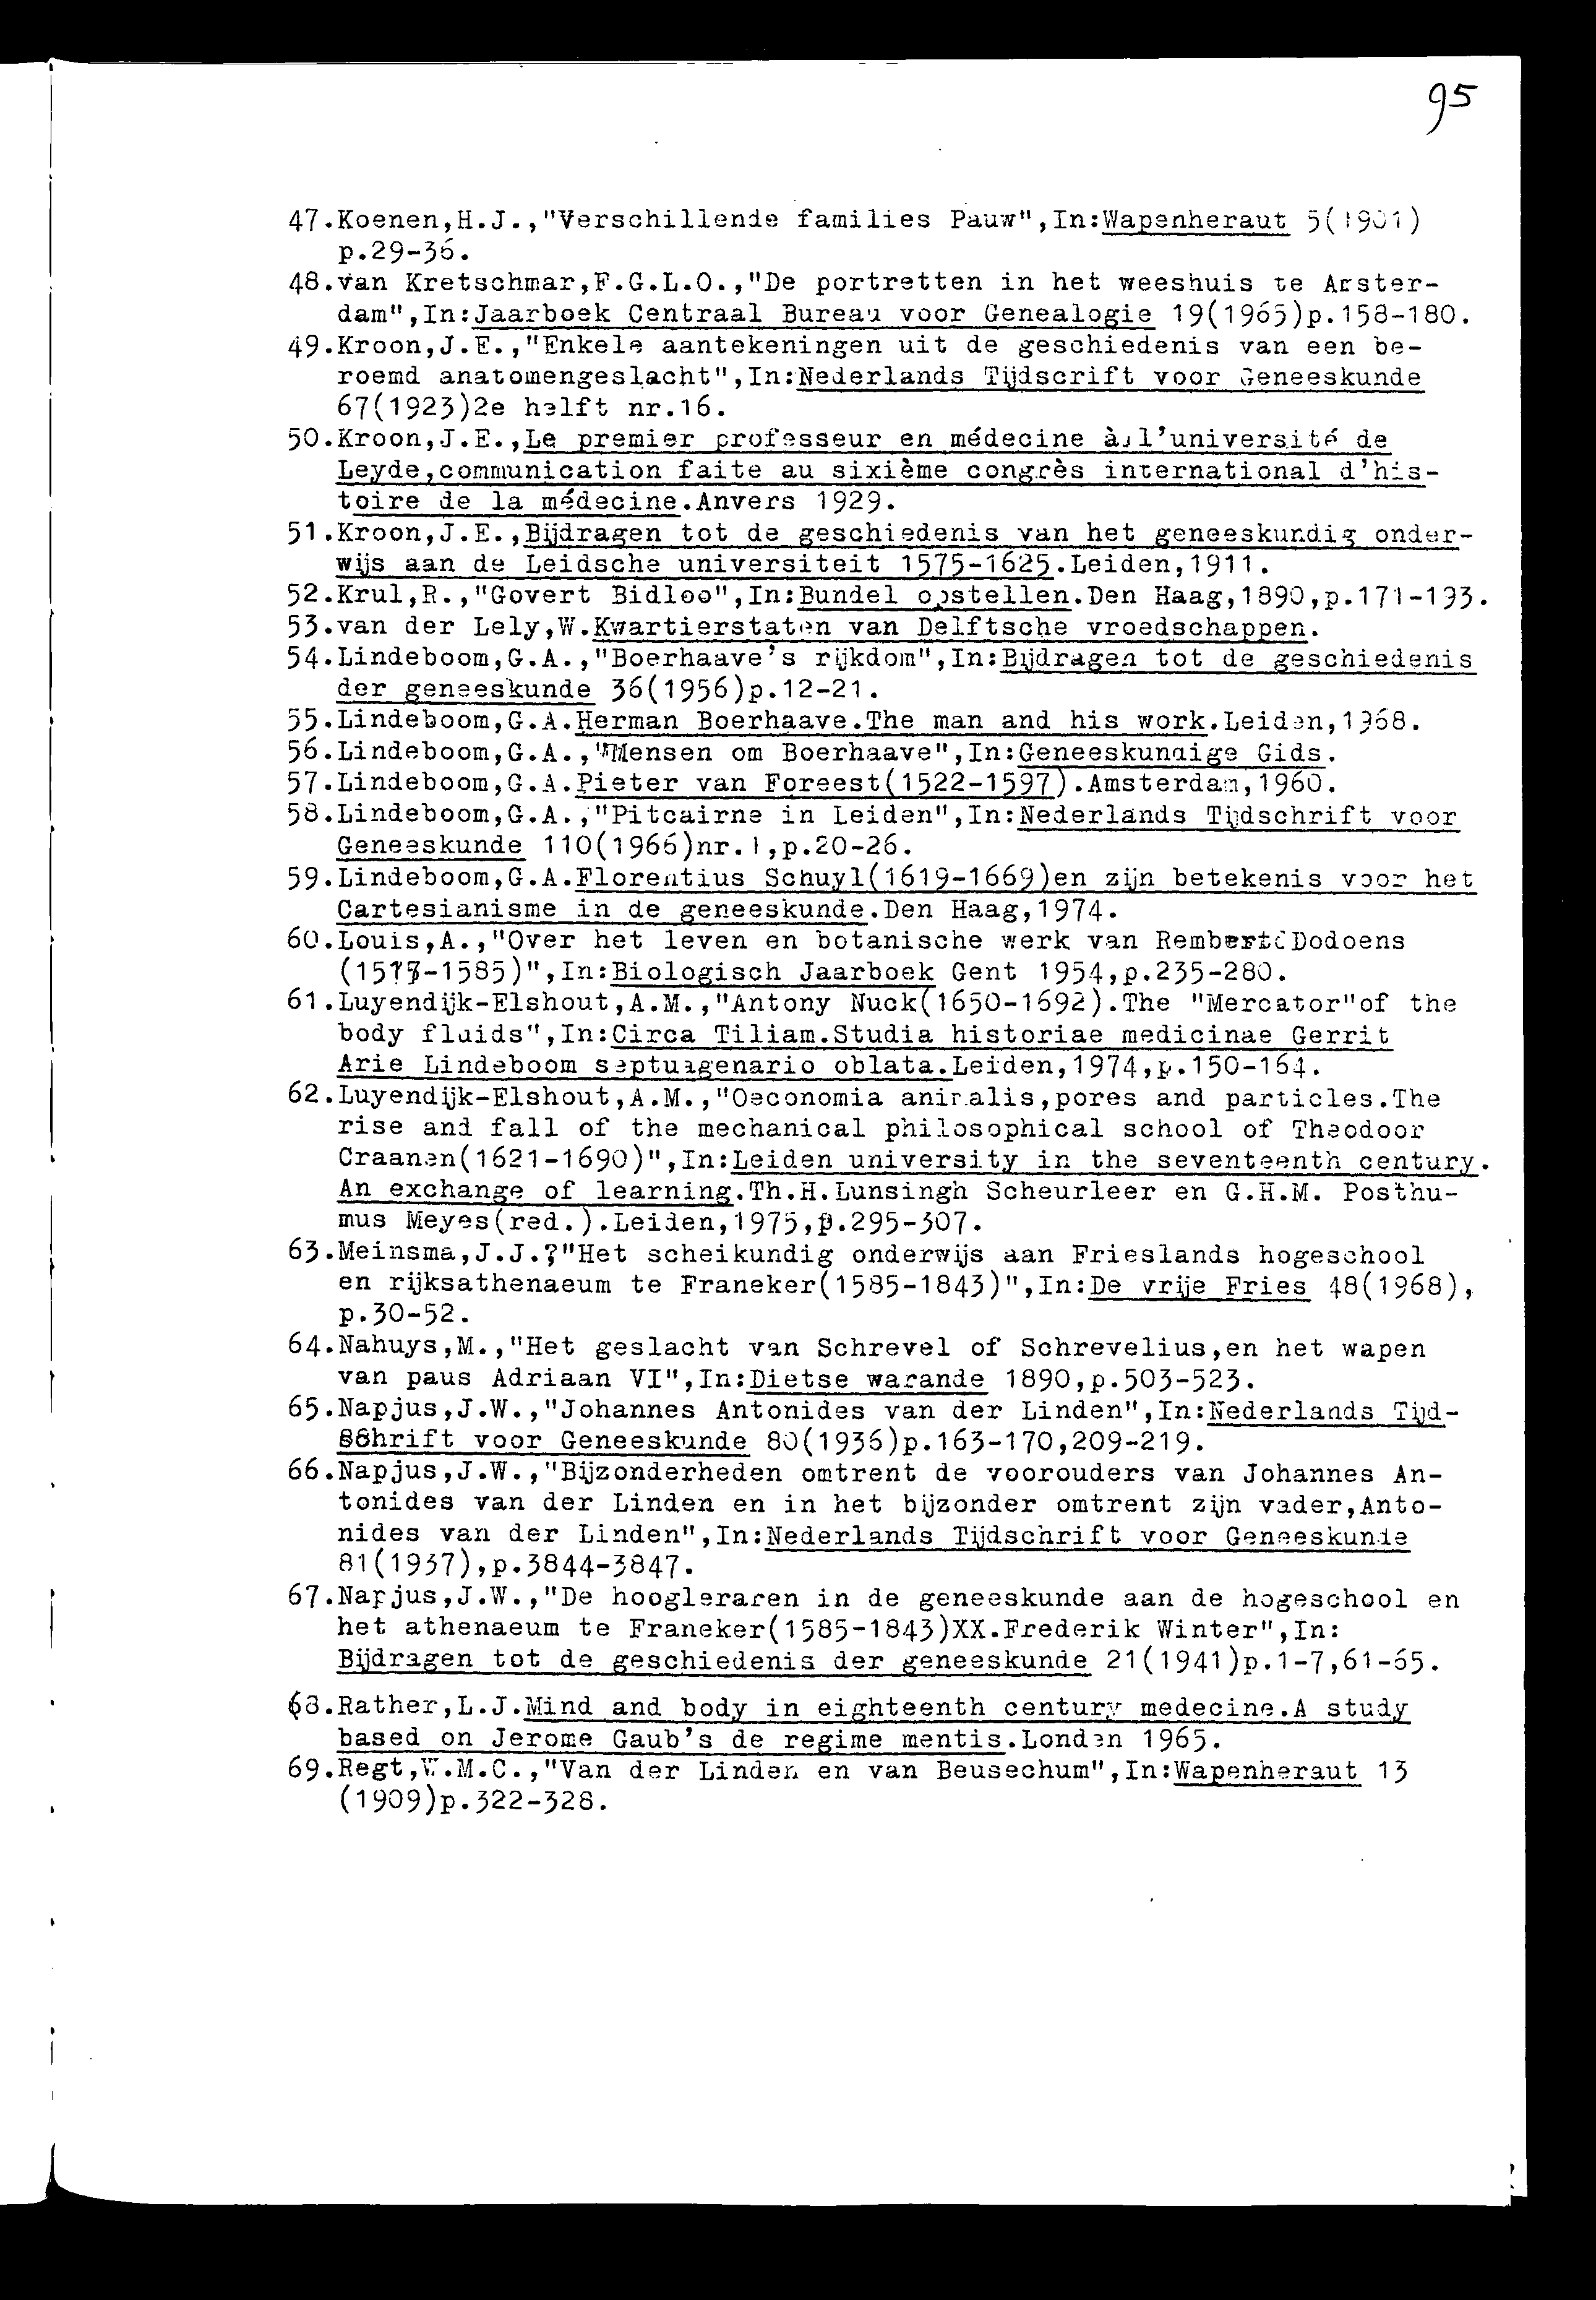 95
47.Koenen,H.J.,"Verschillende families Pauw",In:Wapenheraut 5(1901)
p.29-36.
48.van Kretschmar,F.G.L.O.,"De portretten in het weeshuis te Amster-
dam",In:Jaarboek Centraal Bureau voor Genealogie 19(1965)p.158-180.
49.Kroon,J.E.,"Enkele aantekeningen uit de geschiedenis van een be-
roemd anatomengeslacht",In:Nederlands Tijdscrift voor Geneeskunde
67(1923)2e helft nr.16.
50.Kroon,J.E.,Le premier professeur en médecine à l'université de
Leyde,communication faite au sixième congrès international d'his-
toire de la médecine.Anvers 1929.
51.Kroon,J.E.,Bijdragen tot de geschiedenis van het geneeskundig onder-
wijs aan de Leidsche universiteit 1575-1625.Leiden,1911.
52.Krul,R.,"Govert Bidloo",In:Bundel opstellen.Den Haag,1890,p.171-193.
53.van der Lely,W.Kwartierstaten van Delftsche vroedschappen.
54.Lindeboom,G.A.,"Boerhaave's rijkdom",In:Bijdragen tot de geschiedenis
der geneeskunde 36(1956)p.12-21.
55.Lindeboom,G.A.Herman Boerhaave.The man and his work.Leiden,1968.
56.Lindeboom,G.A.,"Mensen om Boerhaave",In:Geneeskundige Gids.
57.Lindeboom,G.A.Pieter van Foreest(1522-1597).Amsterdam,1960.
58.Lindeboom,G.A.,"Pitcairne in Leiden",In:Nederlands Tijdschrift voor
Geneeskunde 110(1966)nr.1,p.20-26.
59.Lindeboom,G.A.Florentius Schuyl(1619-1669)en zijn betekenis voor het
Cartesianisme in de geneeskunde.Den Haag,1974.
60.Louis,A.,"Over het leven en botanische werk van Rembert Dodoens
(1517-1585)",In:Biologisch Jaarboek Gent 1954,p.235-280.
61.Luyendijk-Elshout,A.M.,"Antony Nuck(1650-1692).The "Mercator"of the
body fluids",In:Circa Tiliam.Studia historiae medicinae Gerrit
Arie Lindeboom septuagenario oblata.Leiden,1974,p.150-164.
62.Luyendijk-Elshout,A.M.,"Oeconomia animalis,pores and particles.The
rise and fall of the mechanical philosophical school of Theodoor
Craanen(1621-1690)",In:Leiden university in the seventeenth century.
An exchange of learning.Th.H.Lunsingh Scheurleer en G.H.M. Posthu-
mus Meyes(red.).Leiden,1975,p.295-307.
63.Meinsma,J.J.,"Het scheikundig onderwijs aan Frieslands hogeschool
en rijksathenaeum te Franeker(1585-1843)",In:De vrije Fries 48(1968),
p.30-52.
64.Nahuys,M.,"Het geslacht van Schrevel of Schrevelius,en het wapen
van paus Adriaan VI",In:Dietse warande 1890,p.503-523.
65.Napjus,J.W.,"Johannes Antonides van der Linden",In:Nederlands Tijd-
schrift voor Geneeskunde 80(1936)p.163-170,209-219.
66.Napjus,J.W.,"Bijzonderheden omtrent de voorouders van Johannes An-
tonides van der Linden en in het bijzonder omtrent zijn vader,Anto-
nides van der Linden",In:Nederlands Tijdschrift voor Geneeskunde
81(1937),p.3844-3847.
67.Napjus,J.W.,"De hoogleraren in de geneeskunde aan de hogeschool en
het athenaeum te Franeker(1585-1843)XX.Frederik Winter",In:
Bijdragen tot de geschiedenis der geneeskunde 21(1941)p.1-7,61-65.
68.Rather,L.J.Mind and body in eighteenth century medecine.A study
based on Jerome Gaub's de regime mentis.London 1965.
69.Regt,W.M.C.,"Van der Linden en van Beusechum",In:Wapenheraut 13
(1909)p.322-328.